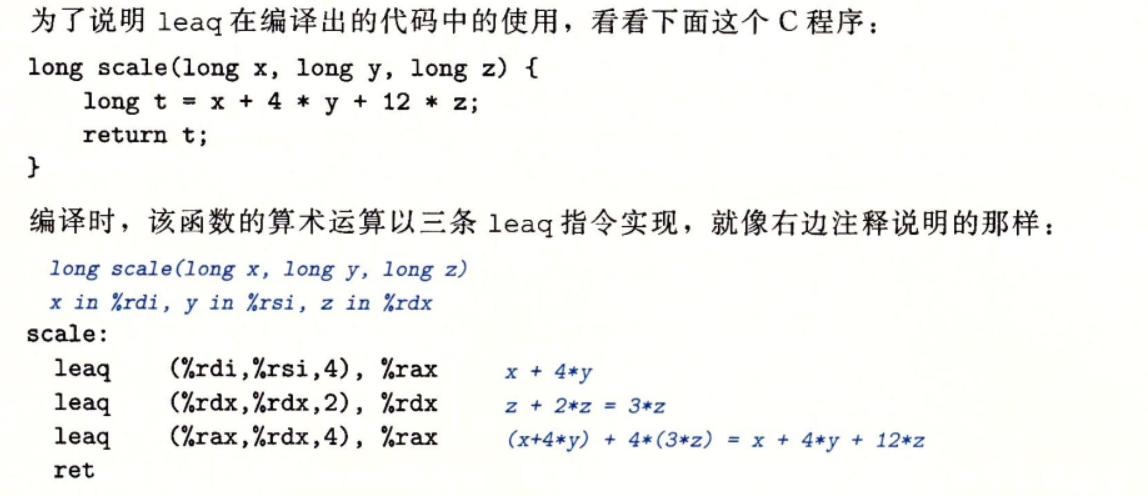 为了说明 leaq 在编译出的代码中的使用，看看下面这个 C 程序：
long scale(long x, long y, long z) {
    long t = x + 4 * y + 12 * z;
    return t;
}
编译时，该函数的算术运算以三条 leaq 指令实现，就像右边注释说明的那样：
long scale(long x, long y, long z)
x in %rdi, y in %rsi, z in %rdx
scale:
  leaq    (%rdi,%rsi,4), %rax    x + 4*y
  leaq    (%rdx,%rdx,2), %rdx    z + 2*z = 3*z
  leaq    (%rax,%rdx,4), %rax    (x+4*y) + 4*(3*z) = x + 4*y + 12*z
  ret